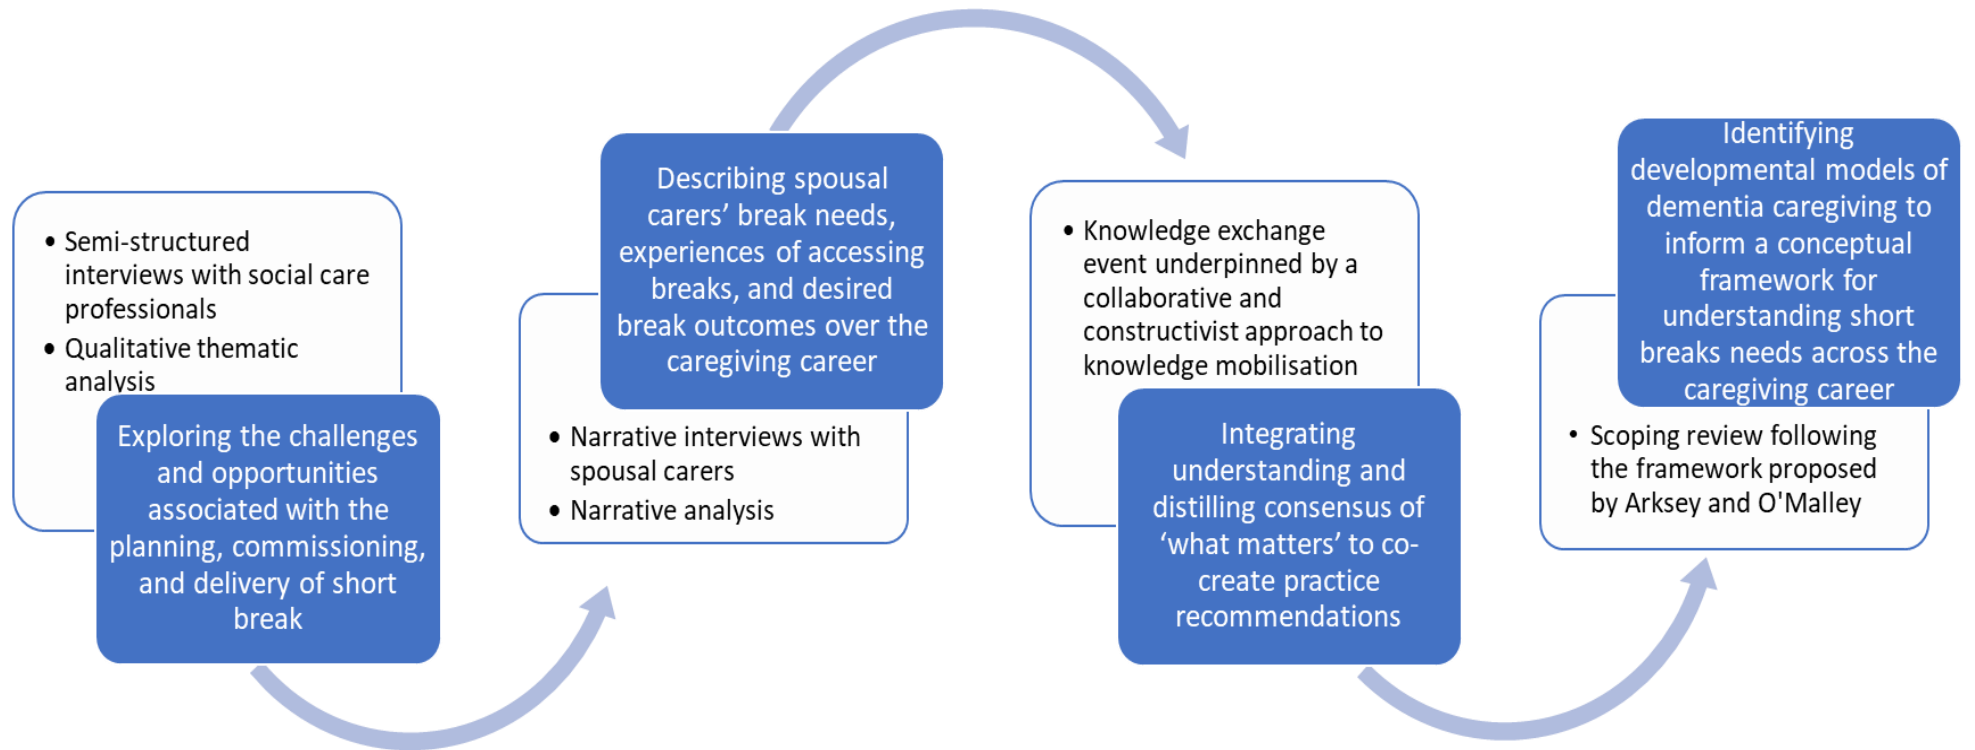 • Semi-structured
interviews with social care
professionals
• Qualitative thematic
analysis
Exploring the challenges
and opportunities
associated with the
planning, commissioning,
and delivery of short
break
Describing spousal
carers’ break needs,
experiences of accessing
breaks, and desired
break outcomes over the
caregiving career
• Narrative interviews with
spousal carers
• Narrative analysis
• Knowledge exchange
event underpinned by a
collaborative and
constructivist approach to
knowledge mobilisation
Integrating
understanding and
distilling consensus of
‘what matters’ to co-
create practice
recommendations
Identifying
developmental models of
dementia caregiving to
inform a conceptual
framework for
understanding short
breaks needs across the
caregiving career
• Scoping review following
the framework proposed
by Arksey and O'Malley